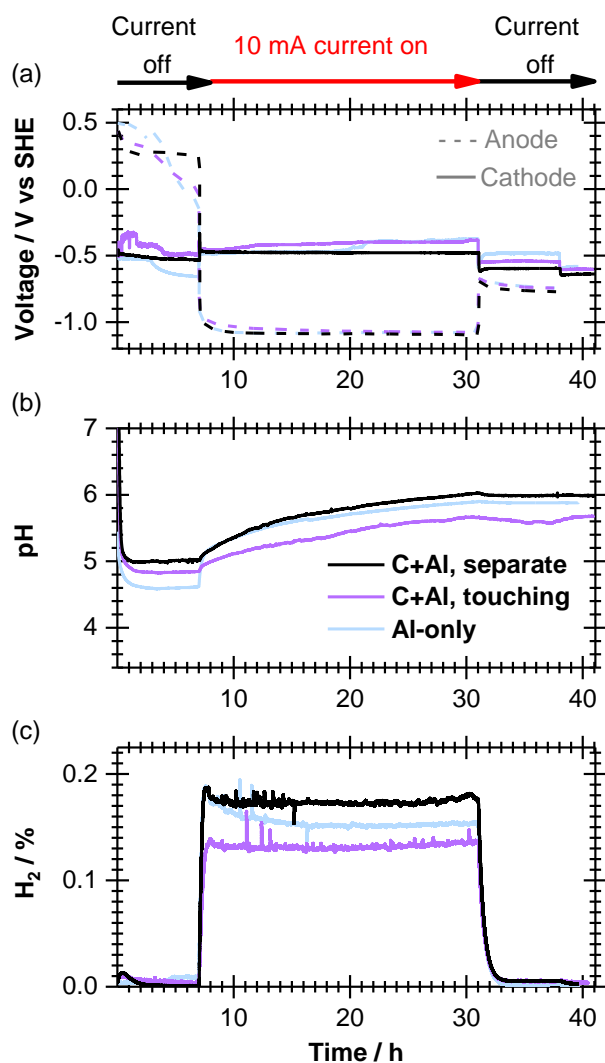 Current off
10 mA current on
Current off
(a)
0.5
0.0
-0.5
-1.0
Voltage / V vs SHE
Anode
Cathode
10
20
30
40
(b)
7
6
5
4
pH
C+Al, separate
C+Al, touching
Al-only
10
20
30
40
(c)
0.2
0.1
0.0
H₂ / %
10
20
30
40
Time / h